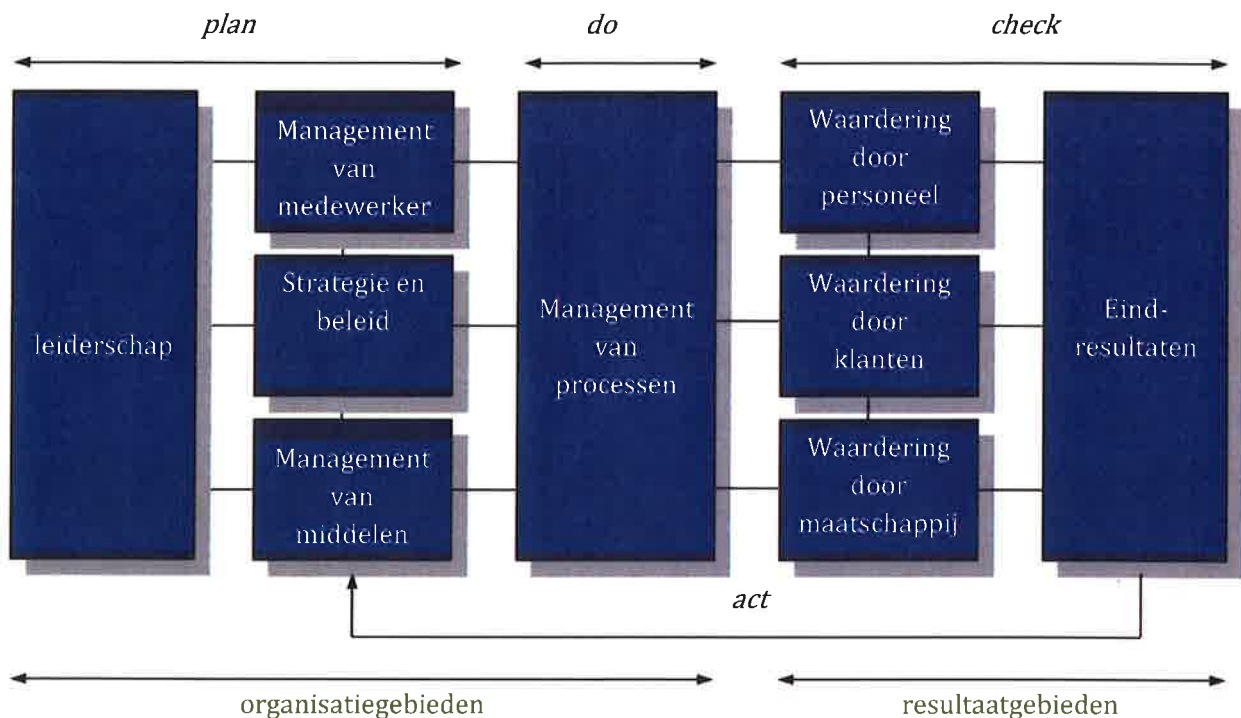 plan
do
check
leiderschap
Management
van
medewerker
Strategie en
beleid
Management
van
middelen
Management
van
processen
Waardering
door
personeel
Waardering
door
klanten
Waardering
door
maatschappij
Eind-
resultaten
act
organisatiegebieden
resultaatgebieden